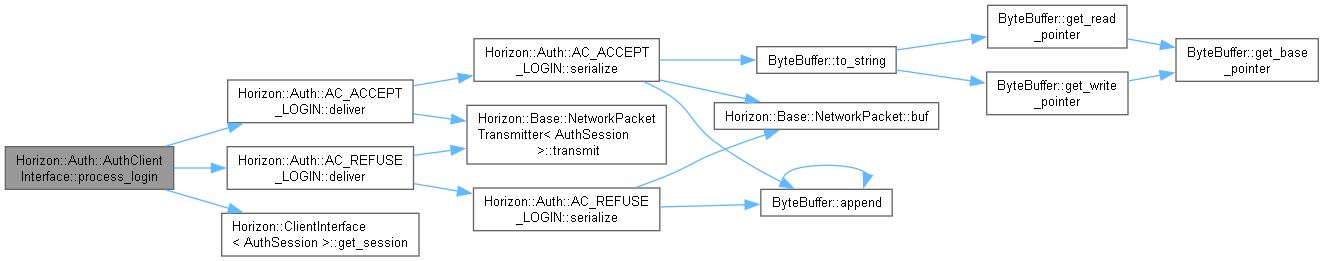 Horizon::Auth::AuthClient
Interface::process_login
Horizon::Auth::AC_ACCEPT
_LOGIN::deliver
Horizon::Auth::AC_REFUSE
_LOGIN::deliver
Horizon::ClientInterface
< AuthSession >::get_session
Horizon::Auth::AC_ACCEPT
_LOGIN::serialize
Horizon::Base::NetworkPacket
Transmitter< AuthSession
>::transmit
Horizon::Auth::AC_REFUSE
_LOGIN::serialize
ByteBuffer::to_string
Horizon::Base::NetworkPacket::buf
ByteBuffer::append
ByteBuffer::get_read
_pointer
ByteBuffer::get_write
_pointer
ByteBuffer::get_base
_pointer